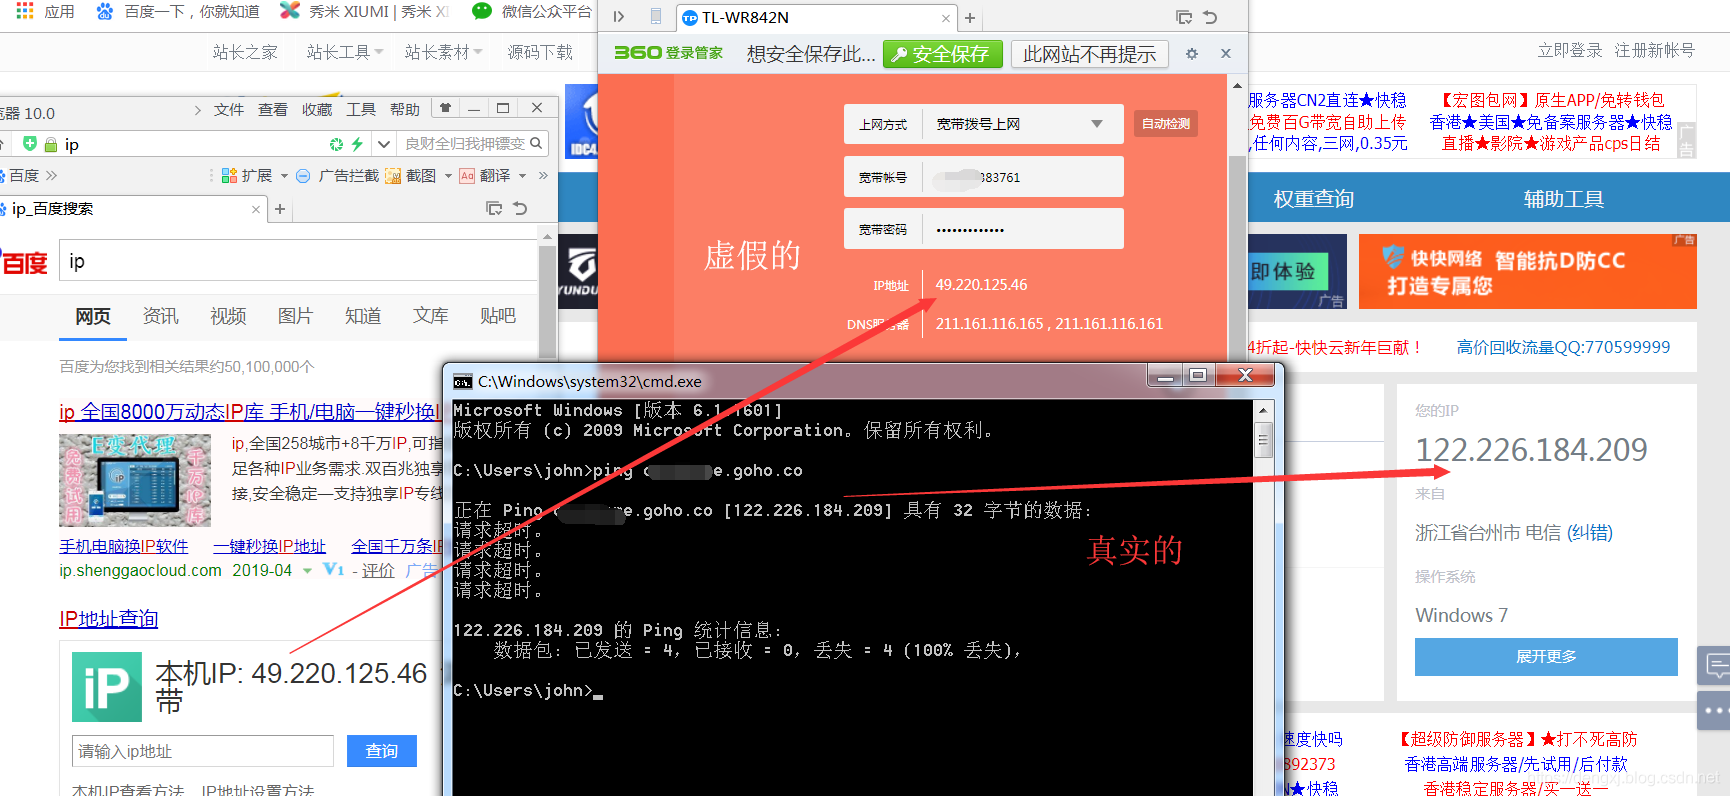 应用
百度一下，你就知道
秀米 XIUMI | 秀米 XI
微信公众平台
站长之家
站长工具
站长素材
源码下载
立即登录
注册新帐号
TL-WR842N
360登录管家
想安全保存此...
安全保存
此网站不再提示
上网方式
宽带拨号上网
自动检测
宽带帐号
383761
宽带密码
•••••••••••••
虚假的
IP地址
49.220.125.46
DNS服务器
211.161.116.165 , 211.161.116.161
览器 10.0
文件
查看
收藏
工具
帮助
ip
良财全归我押镖变
百度
扩展
广告拦截
截图
翻译
ip_百度搜索
百度
ip
网页
资讯
视频
图片
知道
文库
贴吧
百度为您找到相关结果约50,100,000个
ip 全国8000万动态IP库 手机/电脑一键秒换I
E变代理
免费试用
千万IP库
ip,全国258城市+8千万IP,可指
足各种IP业务需求.双百兆独享
接,安全稳定—支持独享IP专线
手机电脑换IP软件
一键秒换IP地址
全国千万条IP
ip.shenggaocloud.com 2019-04
V1
- 评价
广告
IP地址查询
iP
本机IP: 49.220.125.46
带
请输入ip地址
查询
本机IP查看方法
IP地址设置方法
C:\Windows\system32\cmd.exe
Microsoft Windows [版本 6.1.1601]
版权所有 (c) 2009 Microsoft Corporation。保留所有权利。
C:\Users\john>ping c e.goho.co
正在 Ping e.goho.co [122.226.184.209] 具有 32 字节的数据:
请求超时。
请求超时。
请求超时。
请求超时。
122.226.184.209 的 Ping 统计信息:
数据包: 已发送 = 4, 已接收 = 0, 丢失 = 4 (100% 丢失),
C:\Users\john>
真实的
IDC4
YUNDU
服务器CN2直连★快稳
免费百G带宽自助上传
,任何内容,三网,0.35元
【宏图包网】原生APP/免转钱包
香港★美国★免备案服务器★快稳
直播★影院★游戏产品cps日结
广告
权重查询
辅助工具
即体验
广告
快快网络 智能抗D防CC
打造专属您
广告
4折起-快快云新年巨献！
高价回收流量QQ:770599999
您的IP
122.226.184.209
来自
浙江省台州市 电信 (纠错)
操作系统
Windows 7
展开更多
速度快吗
892373
N★快稳
【超级防御服务器】★打不死高防
香港高端服务器/先试用/后付款
香港稳定服务器/买一送一